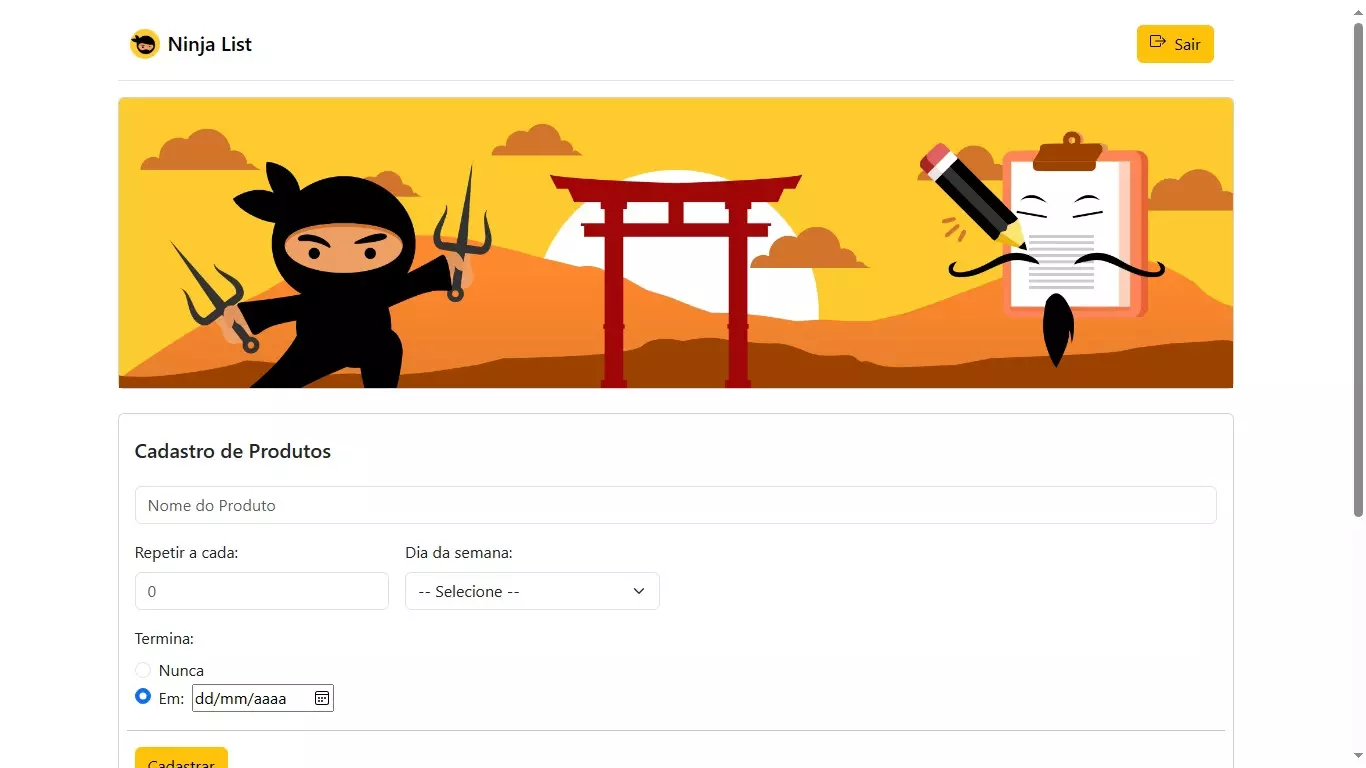 Ninja List
Sair
Cadastro de Produtos
Nome do Produto
Repetir a cada:
Dia da semana:
0
-- Selecione --
Termina:
Nunca
Em:
dd/mm/aaaa
Cadastrar